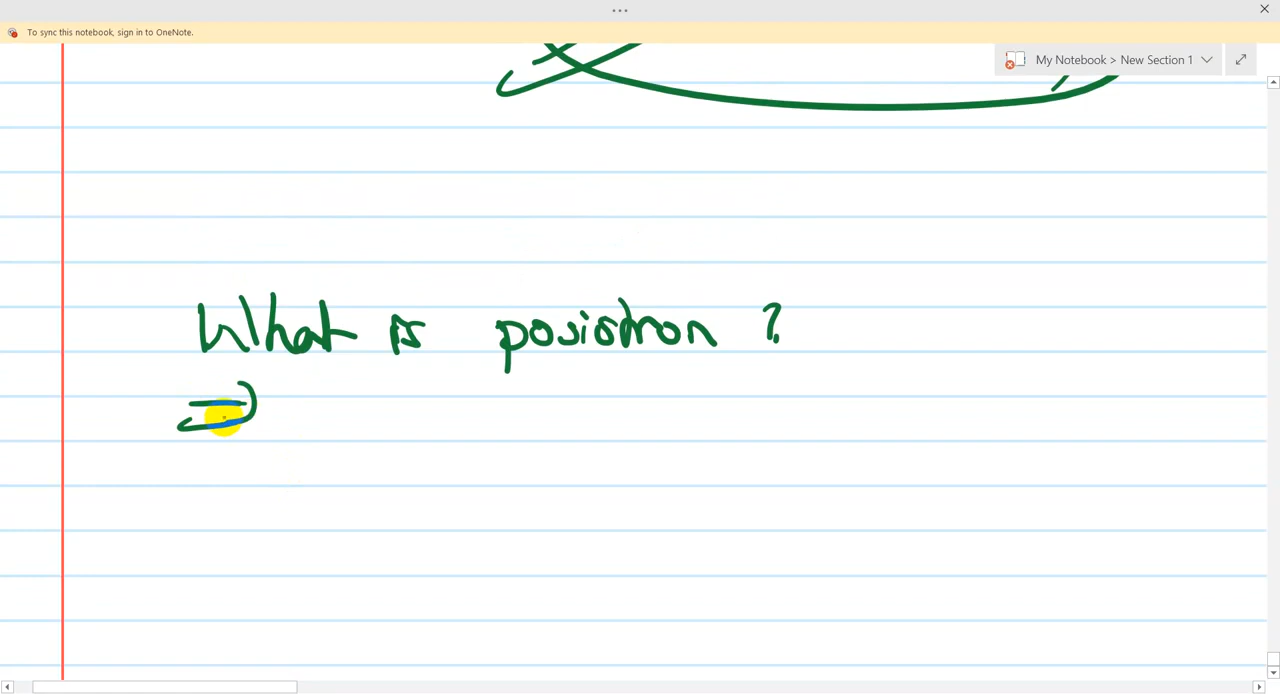 To sync this notebook, sign in to OneNote.
My Notebook > New Section 1
What is posistron ?